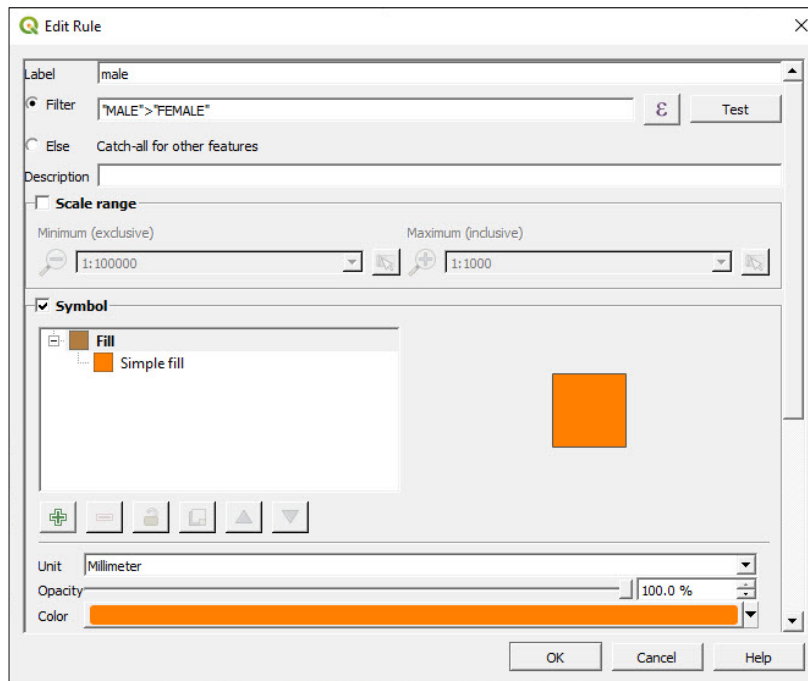 Edit Rule
Label male
Filter "MALE">"FEMALE" ε Test
Else Catch-all for other features
Description
Scale range
Minimum (exclusive) Maximum (inclusive)
1:100000 1:1000
Symbol
Fill
Simple fill
Unit Millimeter
Opacity 100.0 %
Color
OK Cancel Help